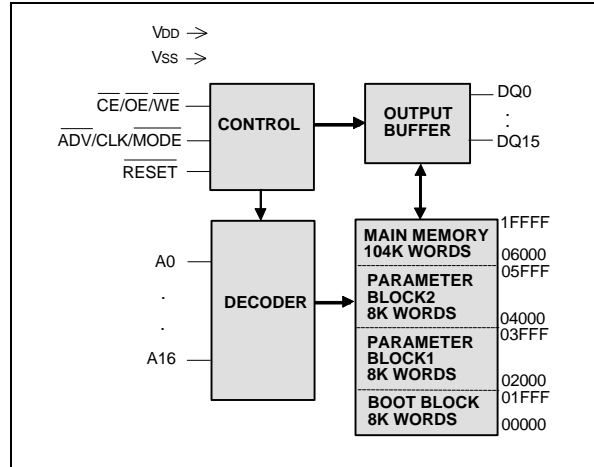 VDD
VSS
CE/OE/WE
ADV/CLK/MODE
RESET
CONTROL
OUTPUT
BUFFER
DQ0
:
DQ15
A0
.
.
A16
DECODER
MAIN MEMORY
104K WORDS
PARAMETER
BLOCK2
8K WORDS
PARAMETER
BLOCK1
8K WORDS
BOOT BLOCK
8K WORDS
1FFFF
06000
05FFF
04000
03FFF
02000
01FFF
00000